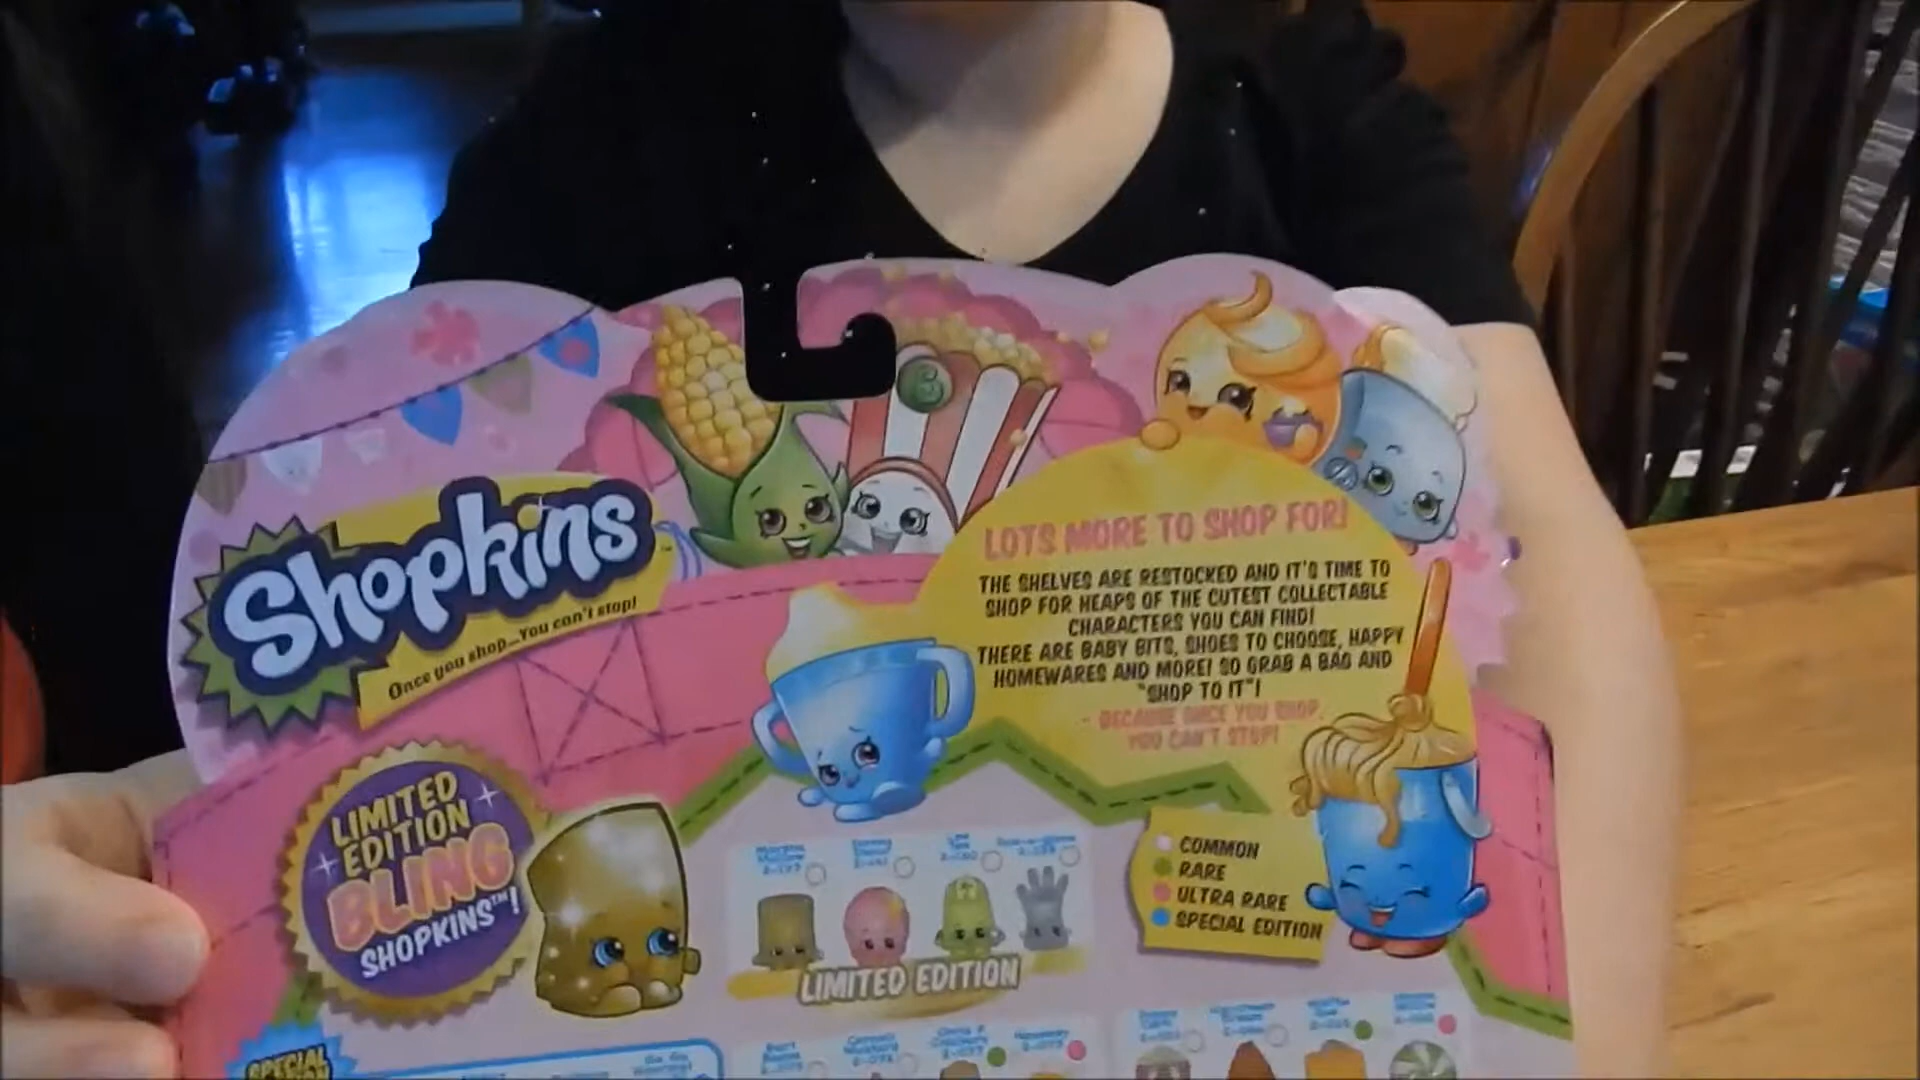 Shopkins™
Once you shop...You can't stop!
LOTS MORE TO SHOP FOR!
THE SHELVES ARE RESTOCKED AND IT'S TIME TO
SHOP FOR HEAPS OF THE CUTEST COLLECTABLE
CHARACTERS YOU CAN FIND!
THERE ARE BABY BITS, SHOES TO CHOOSE, HAPPY
HOMEWARES AND MORE! SO GRAB A BAG AND
"SHOP TO IT"!
- BECAUSE ONCE YOU SHOP,
YOU CAN'T STOP!
LIMITED
EDITION
BLING
SHOPKINS™!
LIMITED EDITION
COMMON
RARE
ULTRA RARE
SPECIAL EDITION
SPECIAL